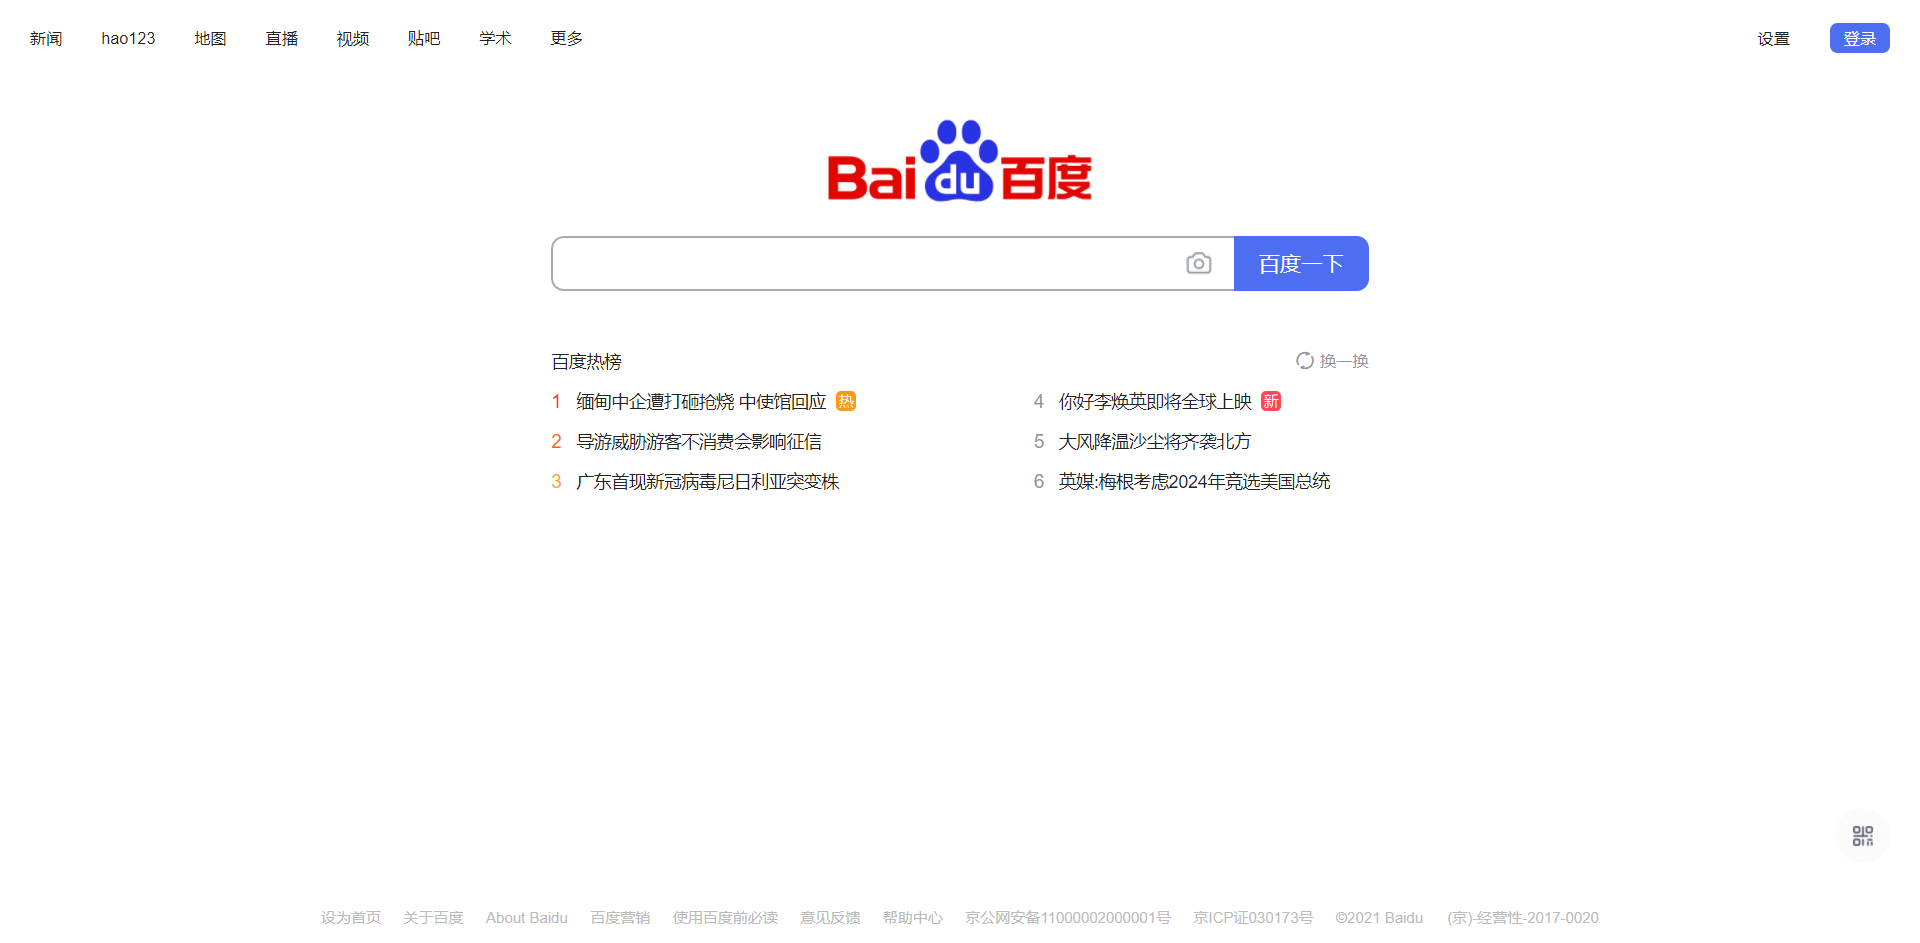 新闻 hao123 地图 直播 视频 贴吧 学术 更多 设置 登录
Bai du 百度
百度一下
百度热榜 换一换
1 缅甸中企遭打砸抢烧 中使馆回应 热
2 导游威胁游客不消费会影响征信
3 广东首现新冠病毒尼日利亚突变株
4 你好李焕英即将全球上映 新
5 大风降温沙尘将齐袭北方
6 英媒:梅根考虑2024年竞选美国总统
设为首页 关于百度 About Baidu 百度营销 使用百度前必读 意见反馈 帮助中心 京公网安备11000002000001号 京ICP证030173号 ©2021 Baidu (京)-经营性-2017-0020